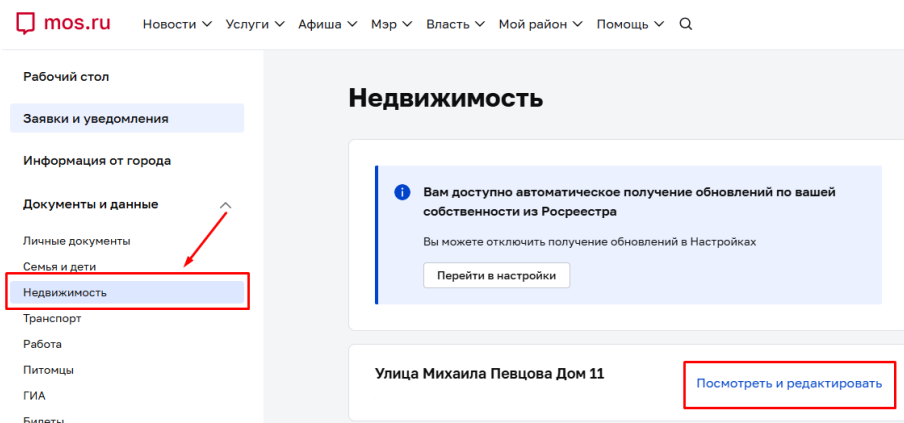 mos.ru Новости Услуги Афиша Мэр Власть Мой район Помощь
Рабочий стол
Заявки и уведомления
Информация от города
Документы и данные
Личные документы
Семья и дети
Недвижимость
Транспорт
Работа
Питомцы
ГИА
Билеты
Недвижимость
Вам доступно автоматическое получение обновлений по вашей
собственности из Росреестра
Вы можете отключить получение обновлений в Настройках
Перейти в настройки
Улица Михаила Певцова Дом 11
Посмотреть и редактировать